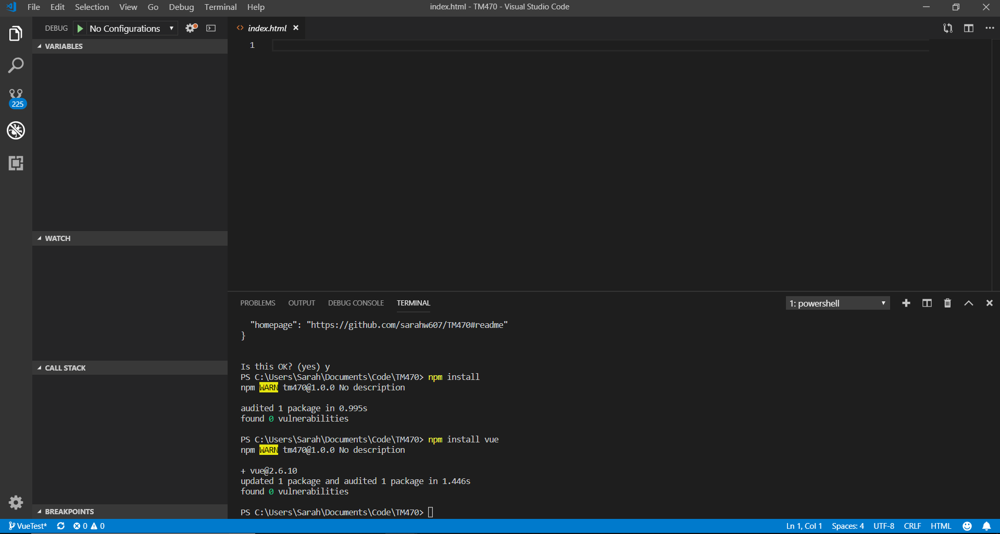 File Edit Selection View Go Debug Terminal Help
index.html - TM470 - Visual Studio Code
DEBUG No Configurations
index.html
VARIABLES
1
225
WATCH
CALL STACK
BREAKPOINTS
PROBLEMS OUTPUT DEBUG CONSOLE TERMINAL
1: powershell
"homepage": "https://github.com/sarahw607/TM470#readme"
}
Is this OK? (yes) y
PS C:\Users\Sarah\Documents\Code\TM470> npm install
npm WARN tm470@1.0.0 No description
audited 1 package in 0.995s
found 0 vulnerabilities
PS C:\Users\Sarah\Documents\Code\TM470> npm install vue
npm WARN tm470@1.0.0 No description
+ vue@2.6.10
updated 1 package and audited 1 package in 1.446s
found 0 vulnerabilities
PS C:\Users\Sarah\Documents\Code\TM470>
VueTest* 0 0
Ln 1, Col 1 Spaces: 4 UTF-8 CRLF HTML